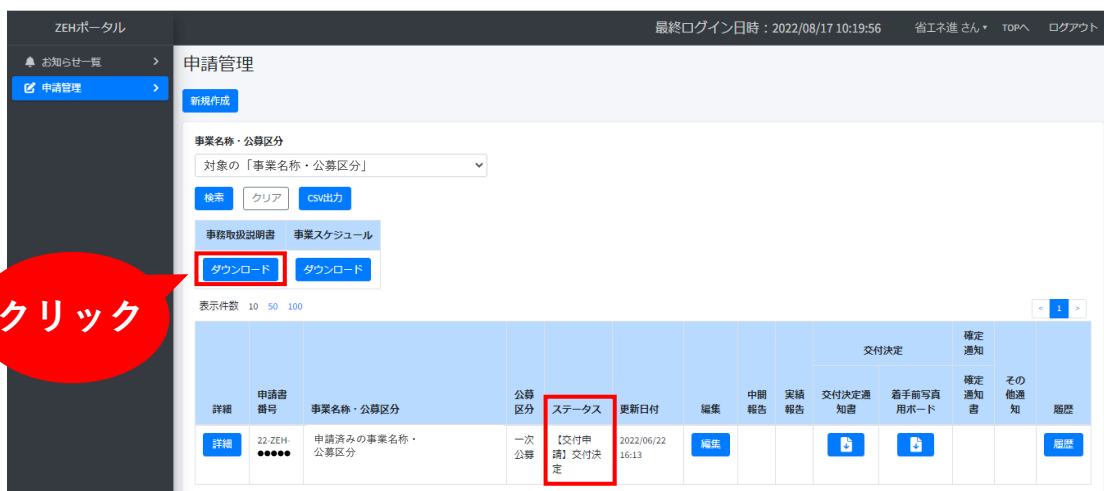 ZEHポータル
最終ログイン日時：2022/08/17 10:19:56 省エネ進 さん▾ TOPへ ログアウト
お知らせ一覧
申請管理
申請管理
新規作成
事業名称・公募区分
対象の「事業名称・公募区分」
検索 クリア CSV出力
事務取扱説明書 事業スケジュール
ダウンロード ダウンロード
クリック
表示件数 10 50 100
< 1 >
交付決定
確定
通知
詳細
申請書
番号
事業名称・公募区分
公募
区分
ステータス
更新日付
編集
中間
報告
実績
報告
交付決定通
知書
着手前写真
用ボード
確定
通知
書
その
他通
知
履歴
詳細
22-ZEH-
●●●●●
申請済みの事業名称・
公募区分
一次
公募
【交付申
請】交付決
定
2022/06/22
16:13
編集
履歴